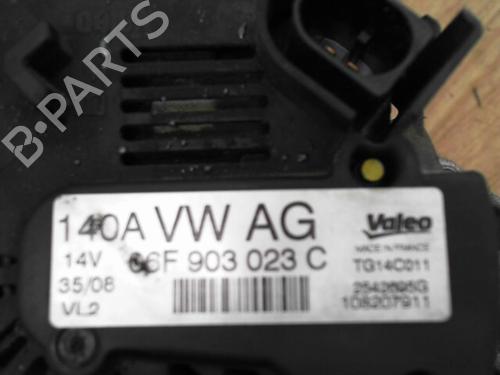 B-PARTS
140A VW AG Valeo
MADE IN FRANCE
14V 06F 903 023 C TG14C011
35/08 2542695G
VL2 108207911